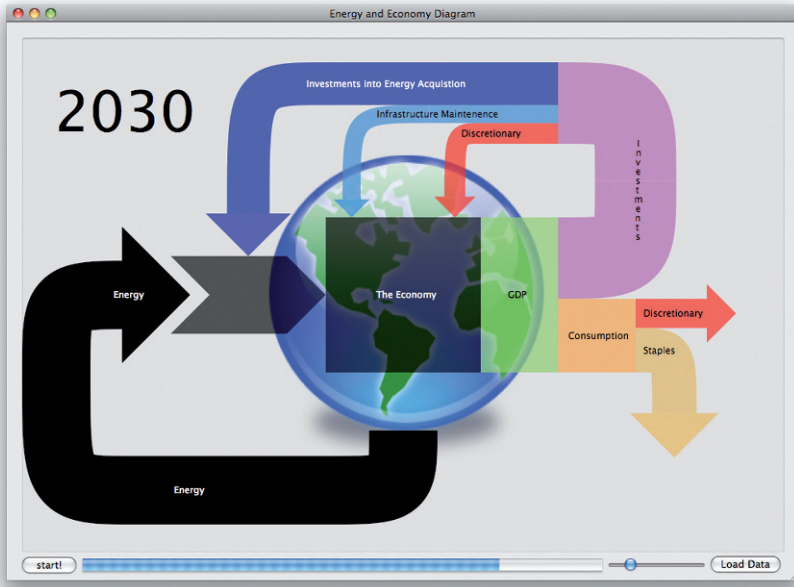 Energy and Economy Diagram
2030
Investments into Energy Acquistion
Infrastructure Maintenence
Discretionary
Investments
Energy
The Economy
GDP
Discretionary
Consumption
Staples
Energy
start!
Load Data